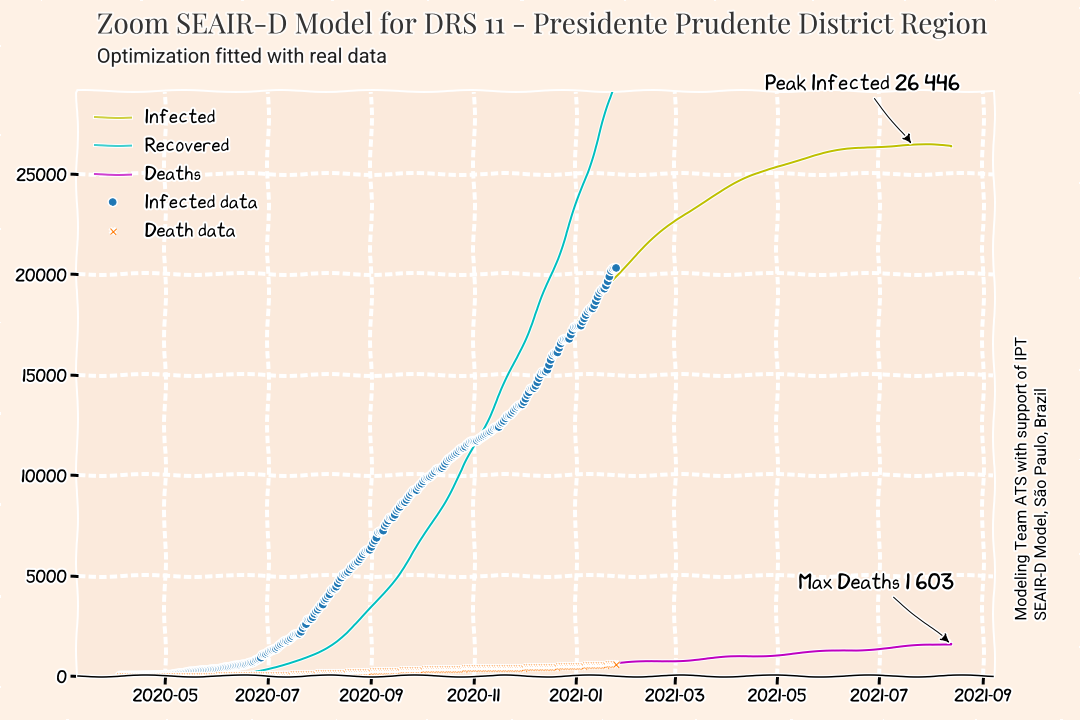 Zoom SEAIR-D Model for DRS 11 - Presidente Prudente District Region
Optimization fitted with real data
Peak Infected 26 446
Infected
Recovered
Deaths
Infected data
Death data
25000
20000
15000
10000
5000
0
Max Deaths 1 603
2020-05 2020-07 2020-09 2020-11 2021-01 2021-03 2021-05 2021-07 2021-09
Modeling Team ATS with support of IPT
SEAIR-D Model, São Paulo, Brazil